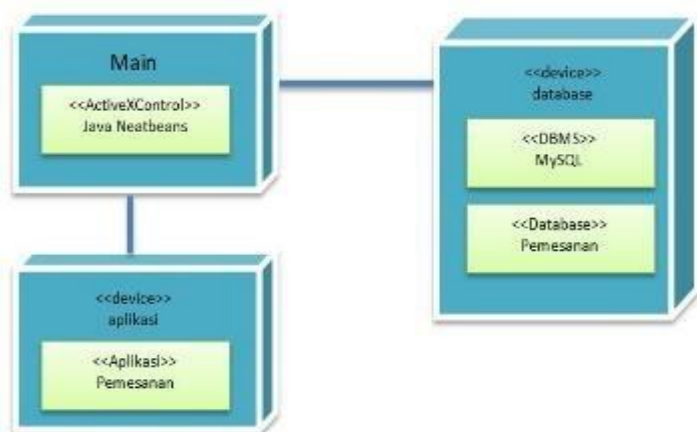 Main
<<ActiveXControl>>
Java Neatbeans
<<device>>
database
<<DBMS>>
MySQL
<<Database>>
Pemesanan
<<device>>
aplikasi
<<Aplikasi>>
Pemesanan